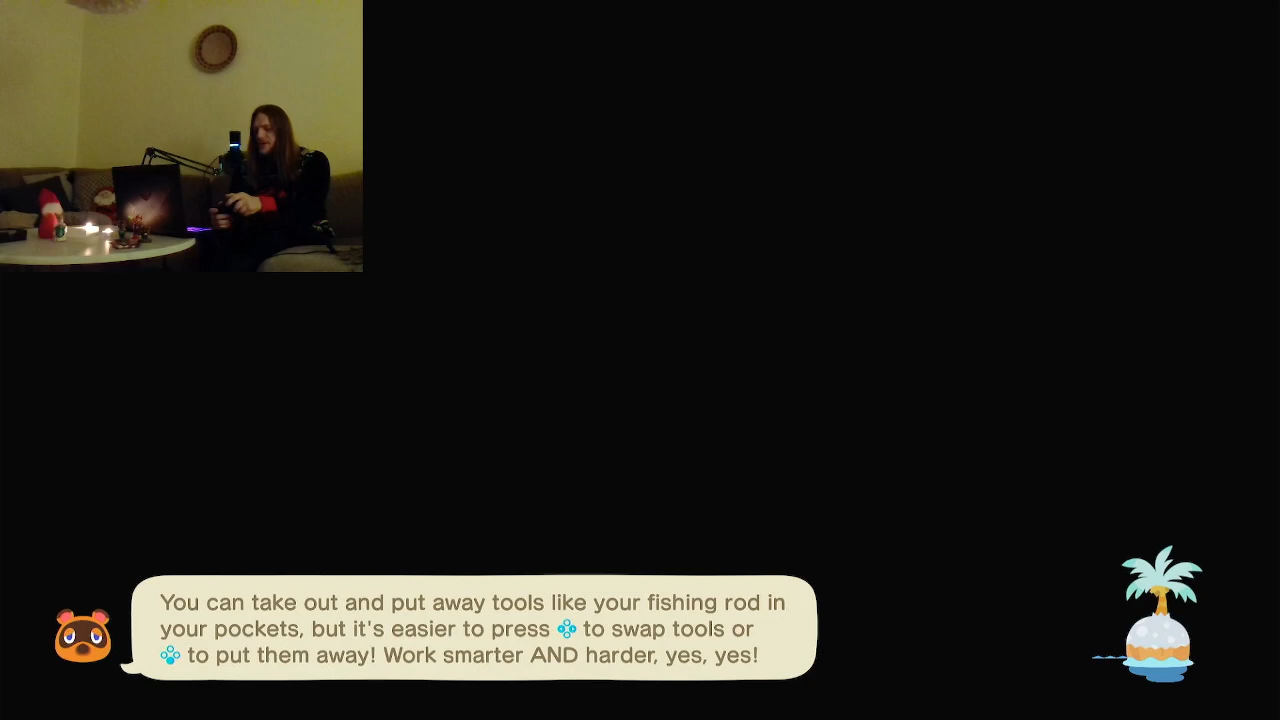 You can take out and put away tools like your fishing rod in
your pockets, but it's easier to press to swap tools or
to put them away! Work smarter AND harder, yes, yes!